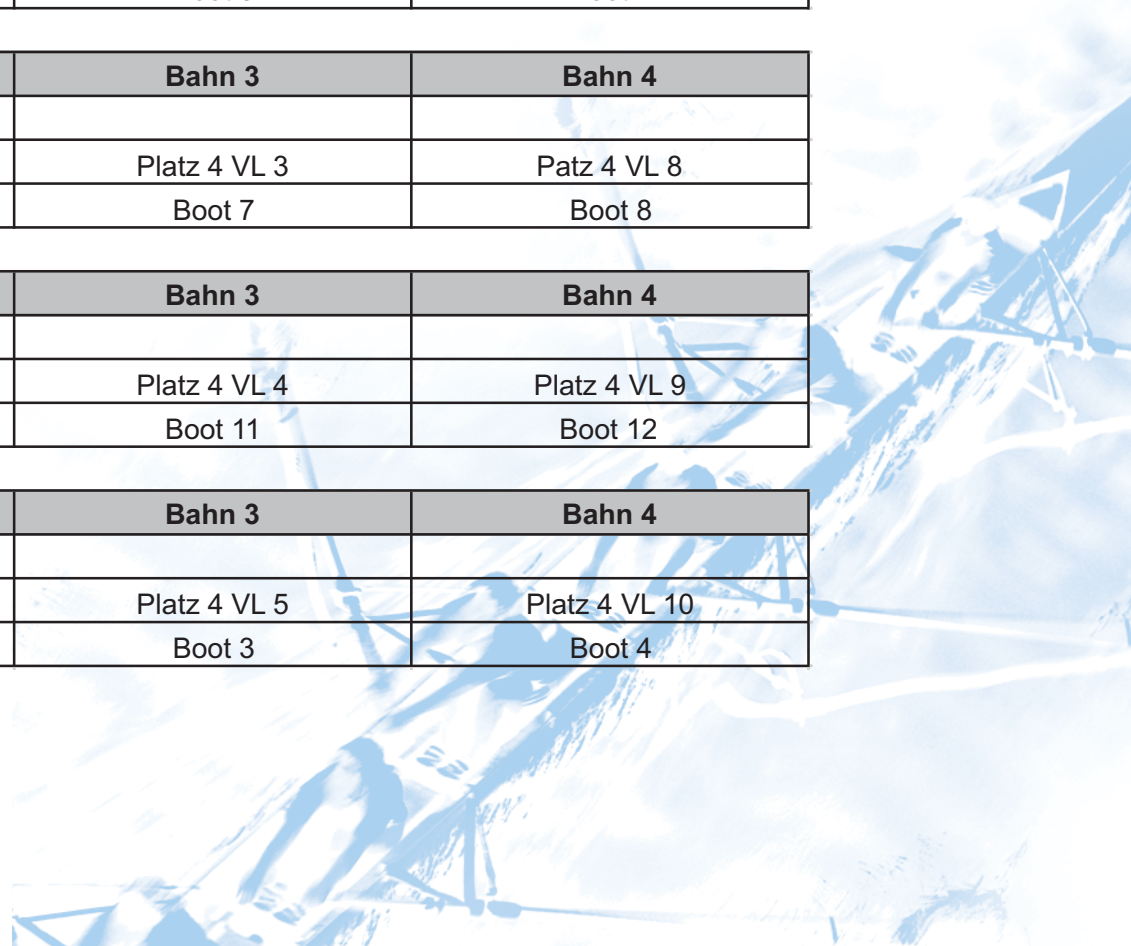 Bahn 3 Bahn 4
Platz 4 VL 3 Patz 4 VL 8
Boot 7 Boot 8
Bahn 3 Bahn 4
Platz 4 VL 4 Platz 4 VL 9
Boot 11 Boot 12
Bahn 3 Bahn 4
Platz 4 VL 5 Platz 4 VL 10
Boot 3 Boot 4